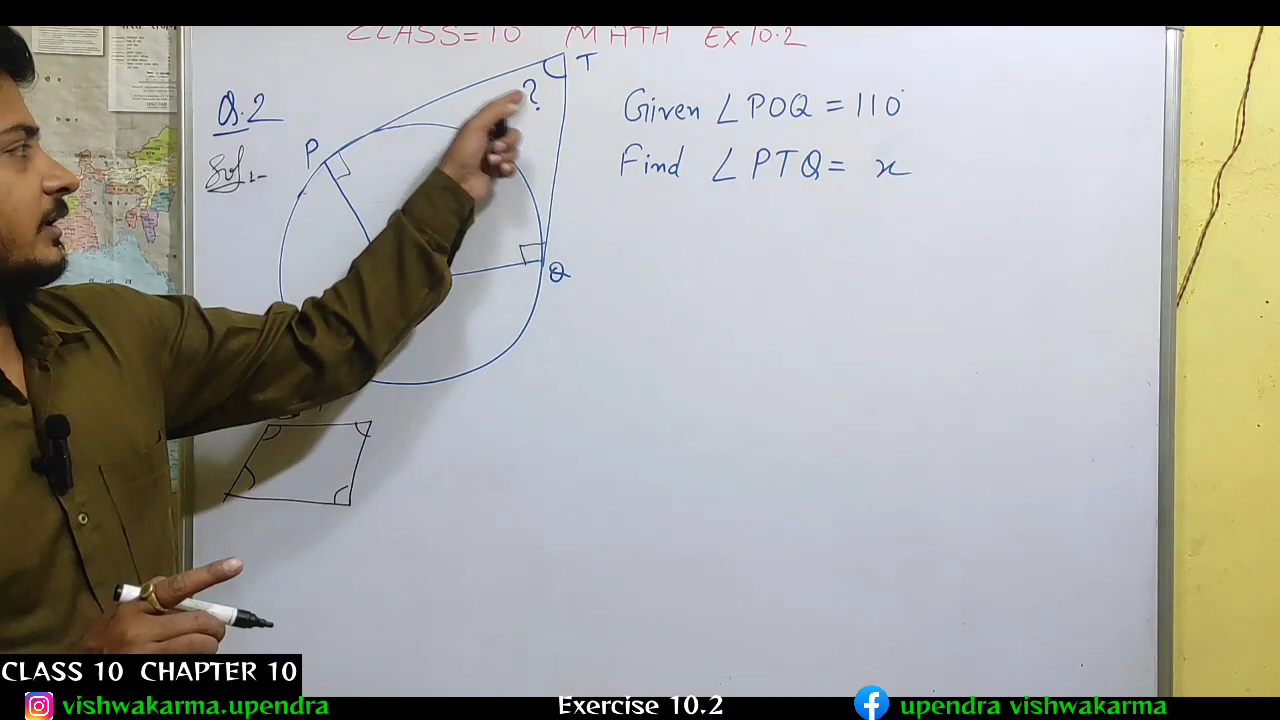 CLASS=10 MATH EX 10.2
Q.2
Sol:-
Given ∠POQ = 110°
Find ∠PTQ = x
T
?
P
Q
CLASS 10 CHAPTER 10
vishwakarma.upendra
Exercise 10.2
upendra vishwakarma